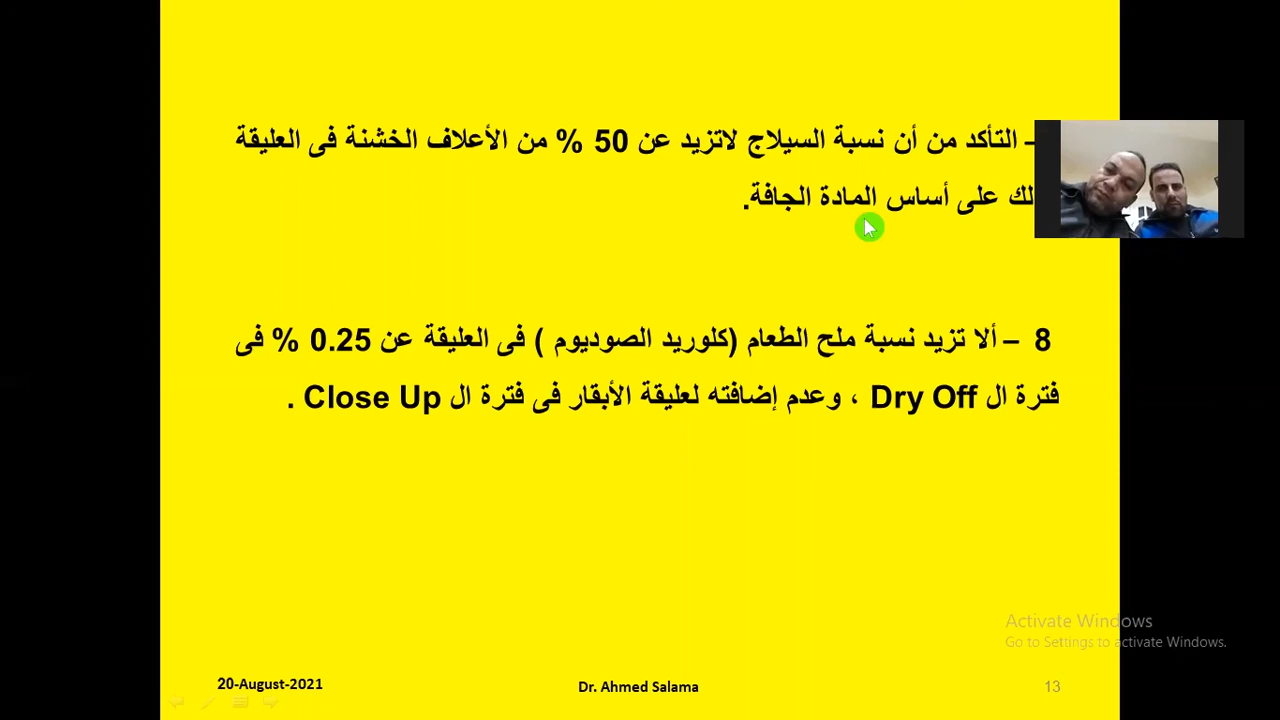 – التأكد من أن نسبة السيلاج لاتزيد عن 50 % من الأعلاف الخشنة فى العليقة
على أساس المادة الجافة.
8 – ألا تزيد نسبة ملح الطعام (كلوريد الصوديوم ) فى العليقة عن 0.25 % فى
فترة ال Dry Off ، وعدم إضافته لعليقة الأبقار فى فترة ال Close Up .
Activate Windows
Go to Settings to activate Windows.
20-August-2021
Dr. Ahmed Salama
13